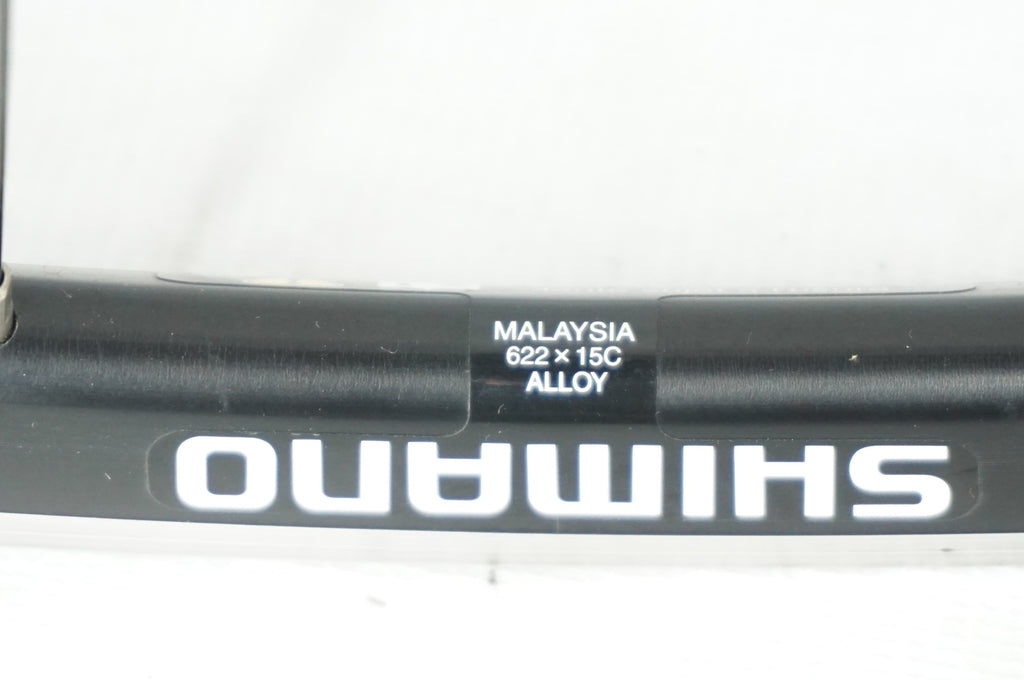 MALAYSIA
622 × 15C
ALLOY
SHIMANO